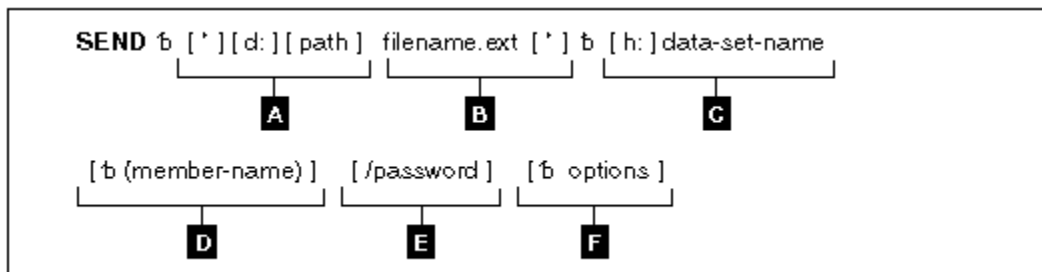 SEND ƀ [ ' ] [ d: ] [ path ] filename.ext [ ' ] ƀ [ h: ] data-set-name
A B C
[ ƀ (member-name) ] [ /password ] [ ƀ options ]
D E F